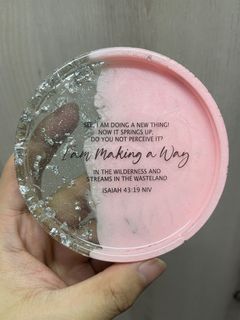 SEE, I AM DOING A NEW THING!
NOW IT SPRINGS UP,
DO YOU NOT PERCEIVE IT?
I am Making a Way
IN THE WILDERNESS AND
STREAMS IN THE WASTELAND
ISAIAH 43:19 NIV